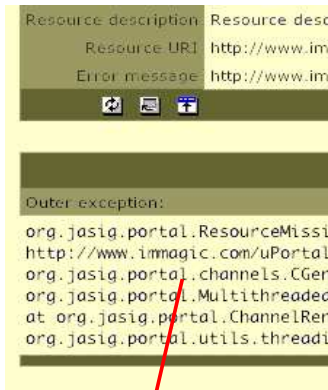 Resource description Resource desc
Resource URI http://www.im
Error message http://www.im
Outer exception:
org.jasig.portal.ResourceMissi
http://www.immagic.com/uPortal
org.jasig.portal.channels.CGen
org.jasig.portal.Multithreaded
at org.jasig.portal.ChannelRen
org.jasig.portal.utils.threadi